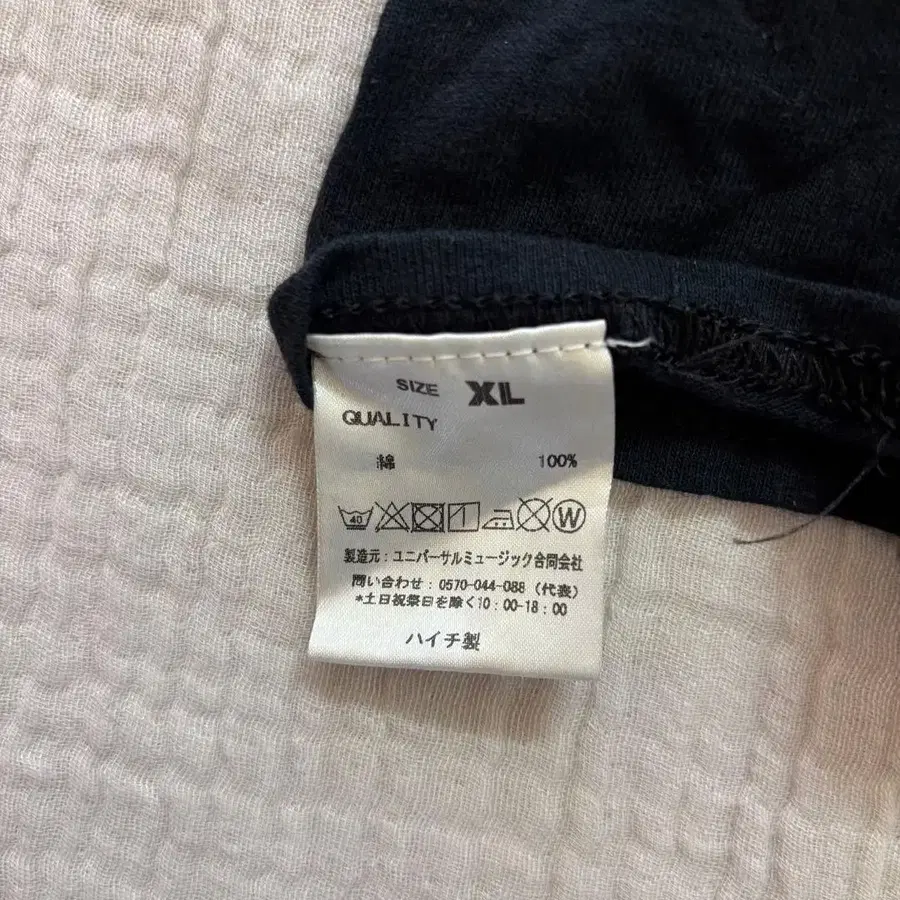 SIZE XL
QUALITY
綿 100%
40 W
製造元：ユニバーサルミュージック合同会社
問い合わせ：0570-044-088（代表）
*土日祝祭日を除く10：00-18：00
ハイチ製